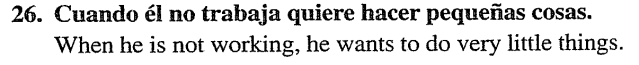 26. Cuando él no trabaja quiere hacer pequeñas cosas.
When he is not working, he wants to do very little things.